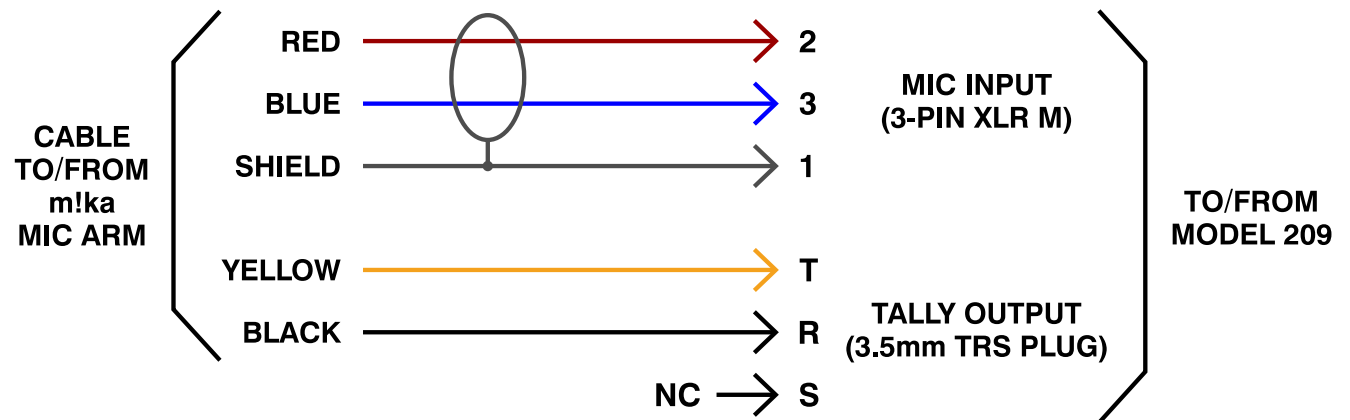 CABLE
TO/FROM
m!ka
MIC ARM
RED
2
BLUE
3
SHIELD
1
MIC INPUT
(3-PIN XLR M)
YELLOW
T
BLACK
R
NC
S
TALLY OUTPUT
(3.5mm TRS PLUG)
TO/FROM
MODEL 209